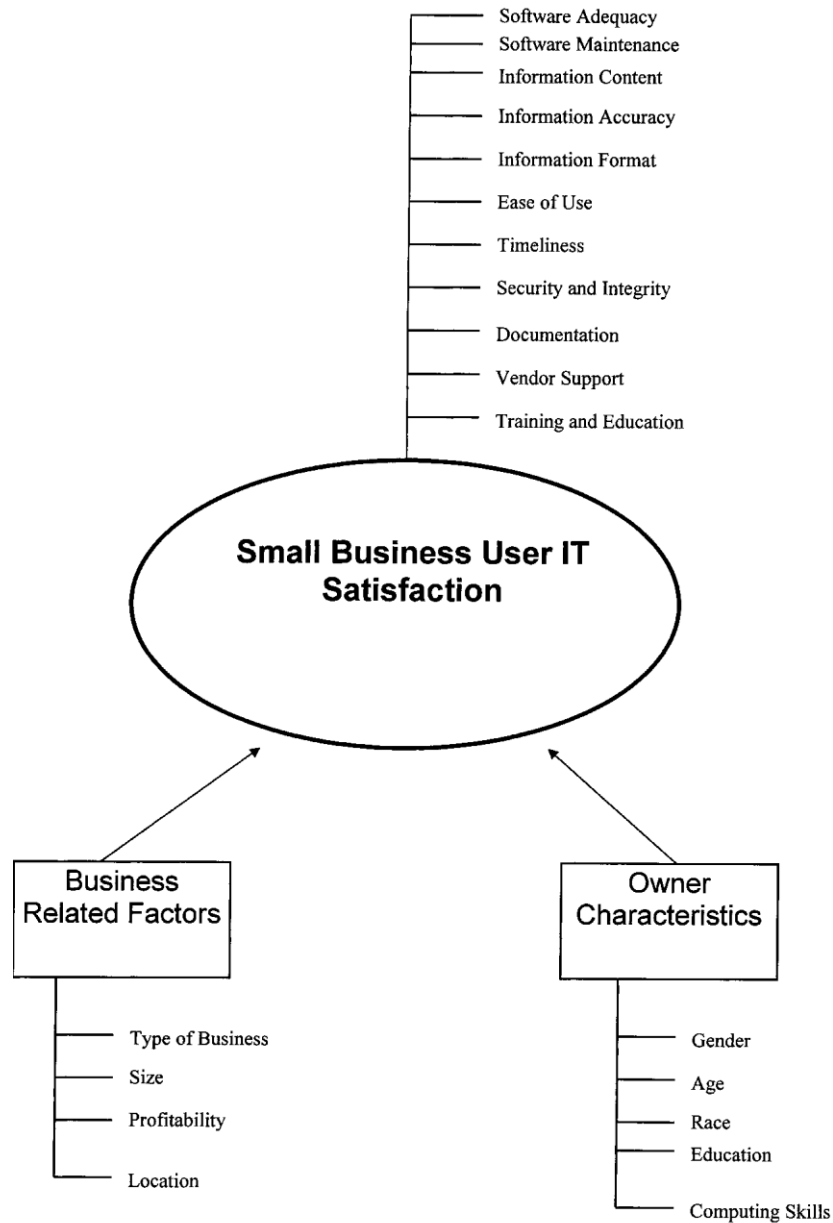 Software Adequacy
Software Maintenance
Information Content
Information Accuracy
Information Format
Ease of Use
Timeliness
Security and Integrity
Documentation
Vendor Support
Training and Education
Small Business User IT
Satisfaction
Business
Related Factors
Type of Business
Size
Profitability
Location
Owner
Characteristics
Gender
Age
Race
Education
Computing Skills